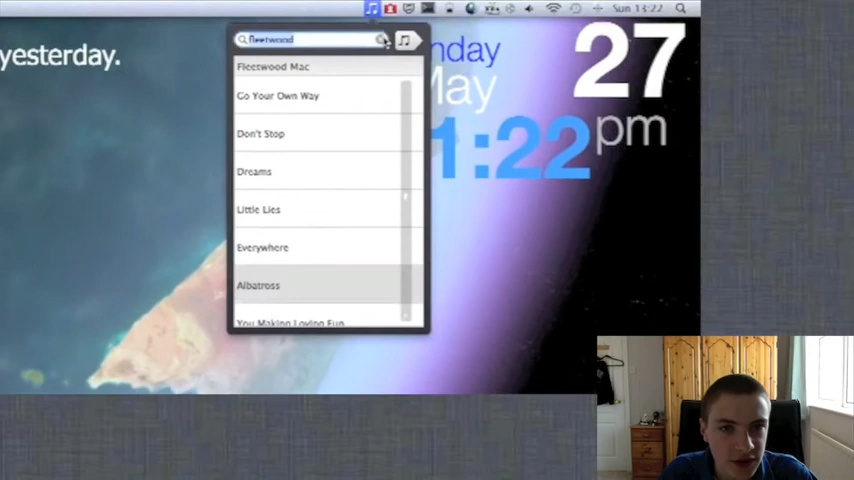 Sun 13:22
yesterday.
fleetwood
nday
27
May
1:22 pm
Fleetwood Mac
Go Your Own Way
Don't Stop
Dreams
Little Lies
Everywhere
Albatross
You Making Loving Fun